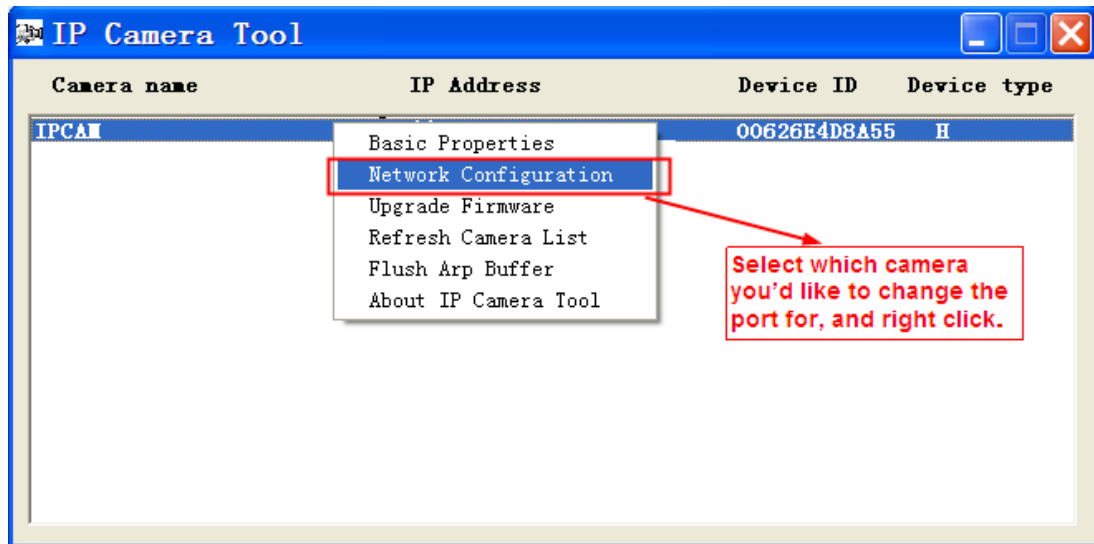 IP Camera Tool
Camera name IP Address Device ID Device type
IPCAM 00626E4D8A55 H
Basic Properties
Network Configuration
Upgrade Firmware
Refresh Camera List
Flush Arp Buffer
About IP Camera Tool
Select which camera
you'd like to change the
port for, and right click.